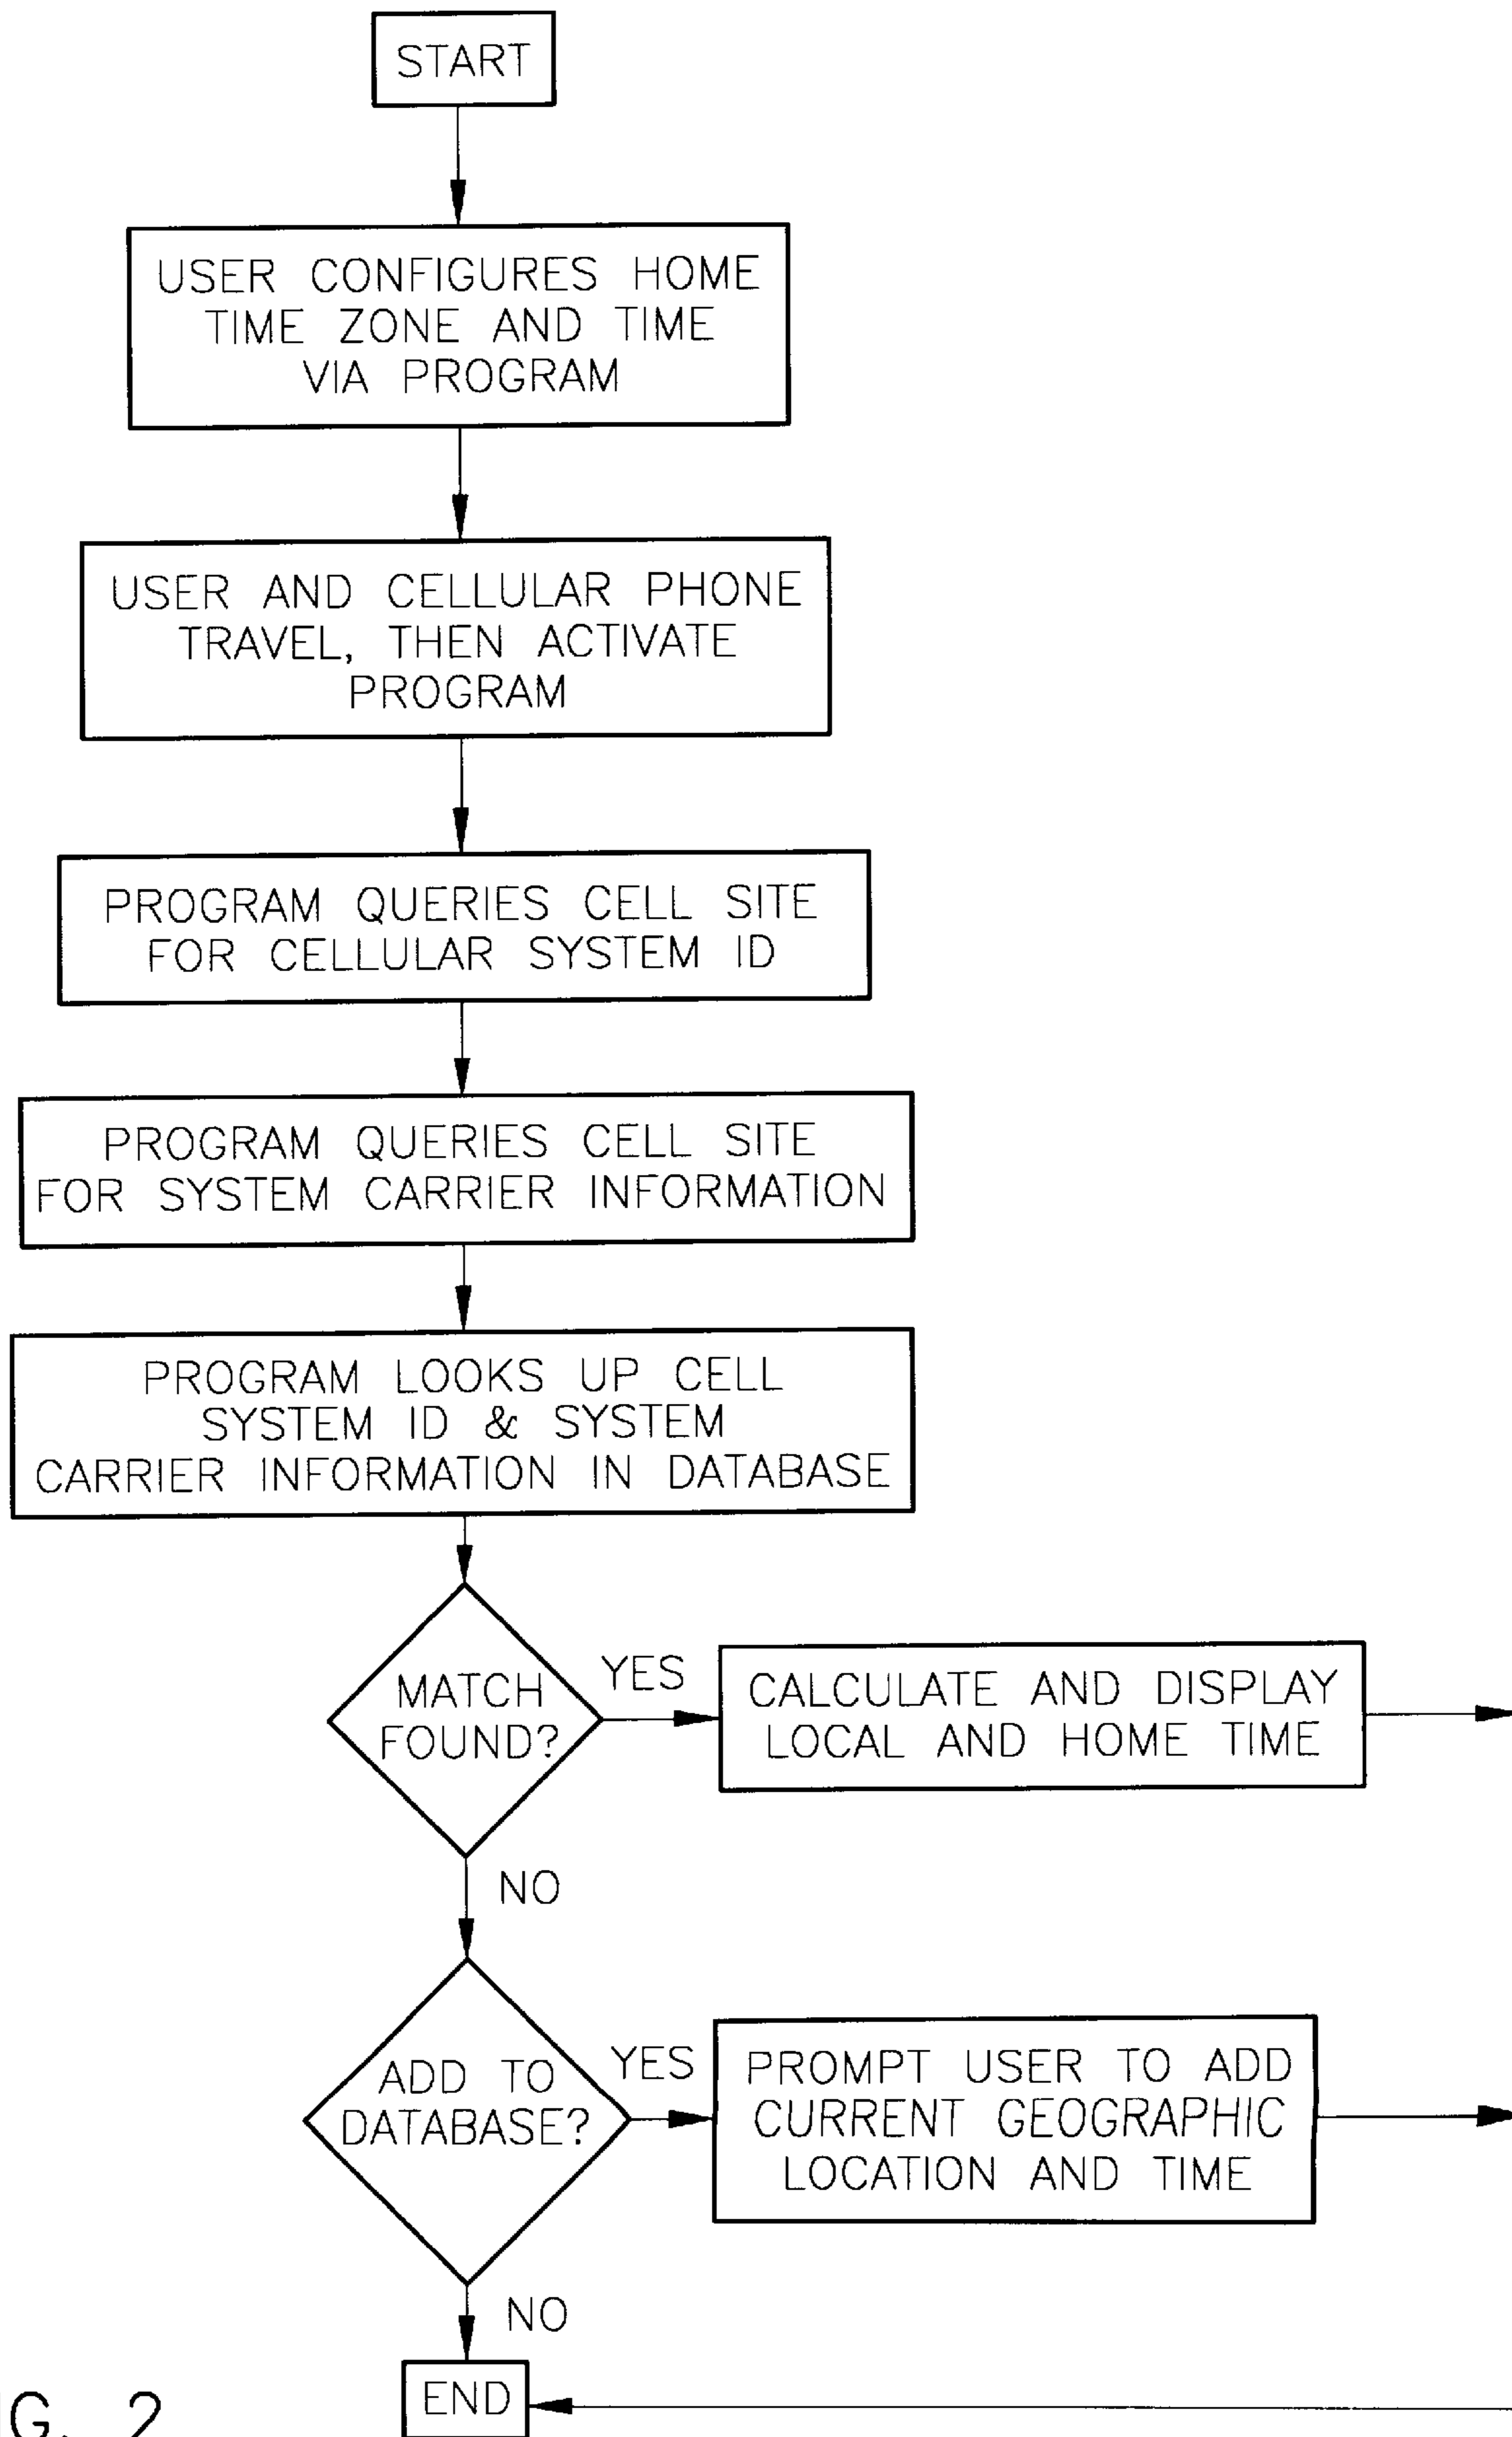 START
USER CONFIGURES HOME
TIME ZONE AND TIME
VIA PROGRAM
USER AND CELLULAR PHONE
TRAVEL, THEN ACTIVATE
PROGRAM
PROGRAM QUERIES CELL SITE
FOR CELLULAR SYSTEM ID
PROGRAM QUERIES CELL SITE
FOR SYSTEM CARRIER INFORMATION
PROGRAM LOOKS UP CELL
SYSTEM ID & SYSTEM
CARRIER INFORMATION IN DATABASE
MATCH
FOUND?
YES
CALCULATE AND DISPLAY
LOCAL AND HOME TIME
NO
ADD TO
DATABASE?
YES
PROMPT USER TO ADD
CURRENT GEOGRAPHIC
LOCATION AND TIME
NO
END
G. 2